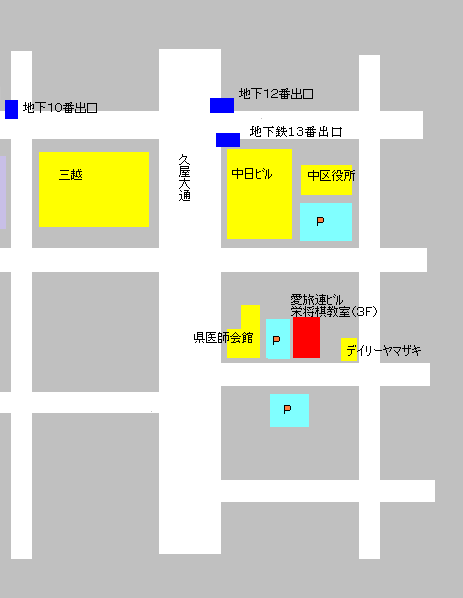 地下12番出口
地下10番出口
地下鉄13番出口
久屋大通
三越
中日ビル
中区役所
P
愛旅連ビル
栄将棋教室(3F)
県医師会館
P
デイリーヤマザキ
P